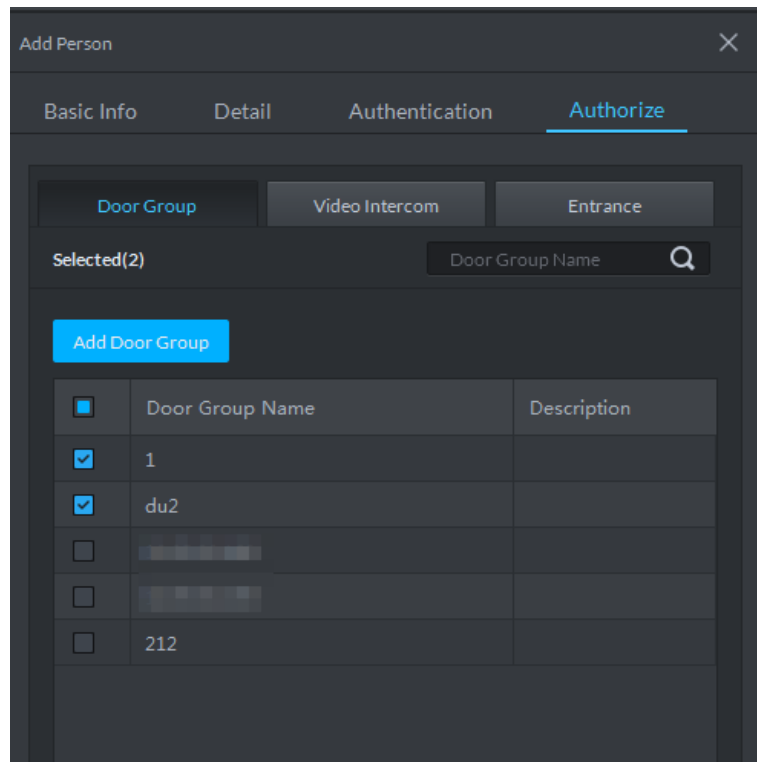 Add Person
Basic Info Detail Authentication Authorize
Door Group Video Intercom Entrance
Selected(2) Door Group Name
Add Door Group
Door Group Name Description
1
du2
212